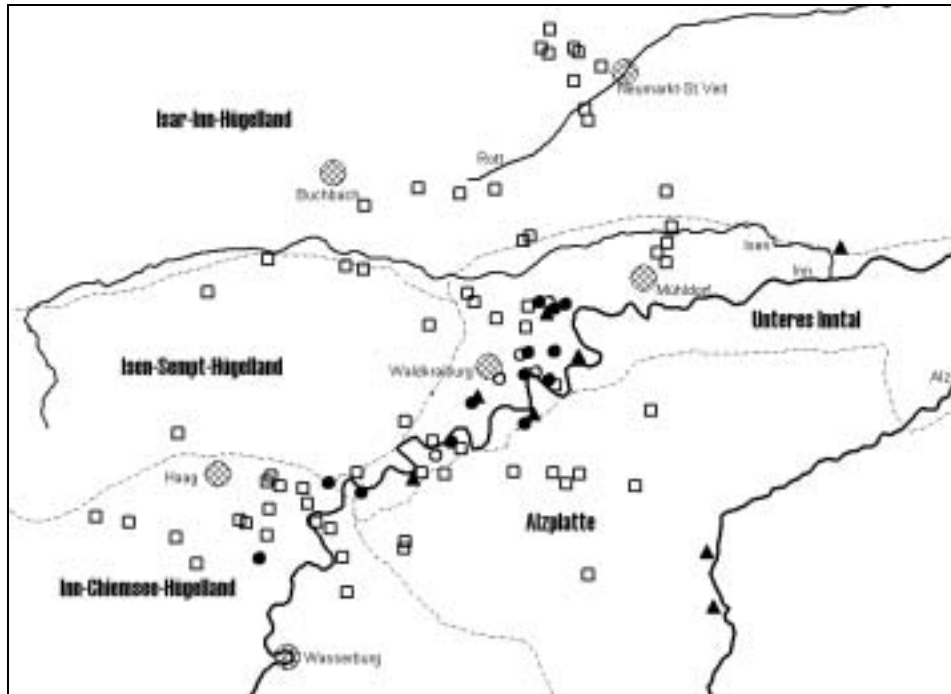 Neumarkt-St.Veit
Isar-Inn-Hügelland
Rott
Buchbach
Isen
Inn
Mühldorf
Unteres Inntal
Isen-Sempt-Hügelland
Waldkraiburg
Alz
Haag
Alzplatte
Inn-Chiemsee-Hügelland
Wasserburg